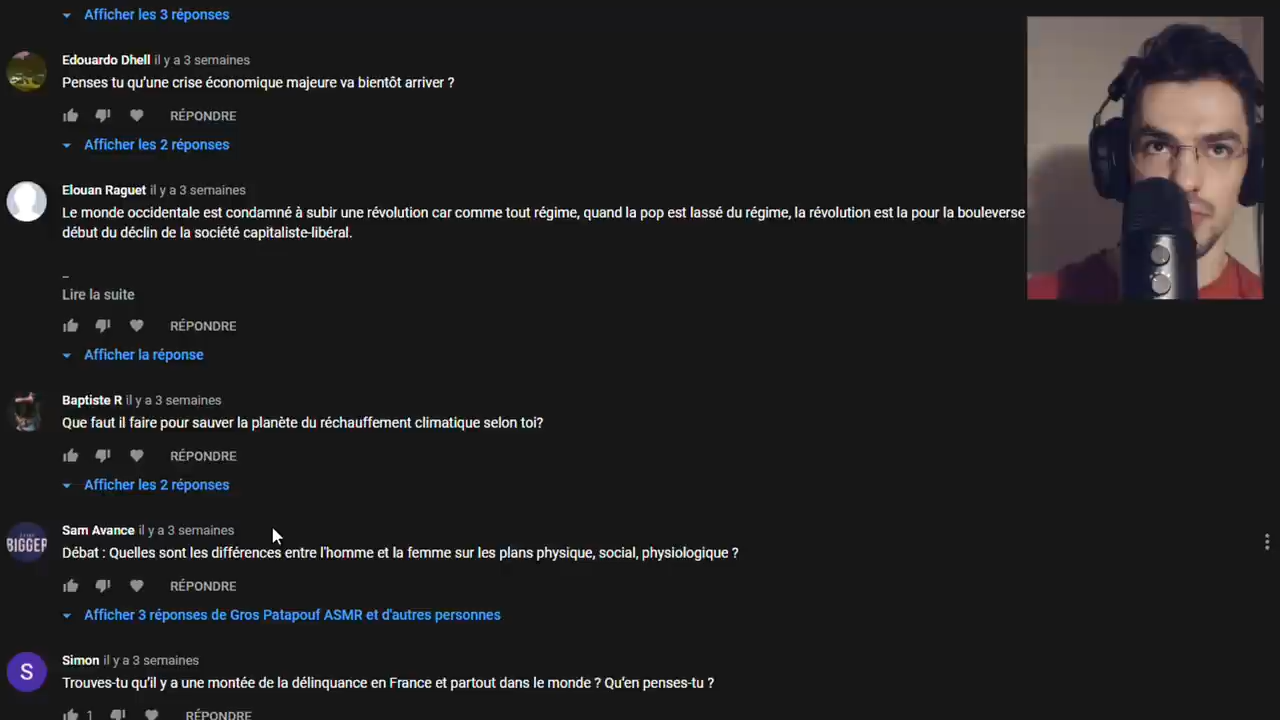 Afficher les 3 réponses
Edouardo Dhell il y a 3 semaines
Penses tu qu'une crise économique majeure va bientôt arriver ?
RÉPONDRE
Afficher les 2 réponses
Elouan Raguet il y a 3 semaines
Le monde occidentale est condamné à subir une révolution car comme tout régime, quand la pop est lassé du régime, la révolution est la pour la bouleverse
début du déclin de la société capitaliste-libéral.
_
Lire la suite
RÉPONDRE
Afficher la réponse
Baptiste R il y a 3 semaines
Que faut il faire pour sauver la planète du réchauffement climatique selon toi?
RÉPONDRE
Afficher les 2 réponses
BIGGER
Sam Avance il y a 3 semaines
Débat : Quelles sont les différences entre l'homme et la femme sur les plans physique, social, physiologique ?
RÉPONDRE
Afficher 3 réponses de Gros Patapouf ASMR et d'autres personnes
S
Simon il y a 3 semaines
Trouves-tu qu'il y a une montée de la délinquance en France et partout dans le monde ? Qu'en penses-tu ?
1 RÉPONDRE